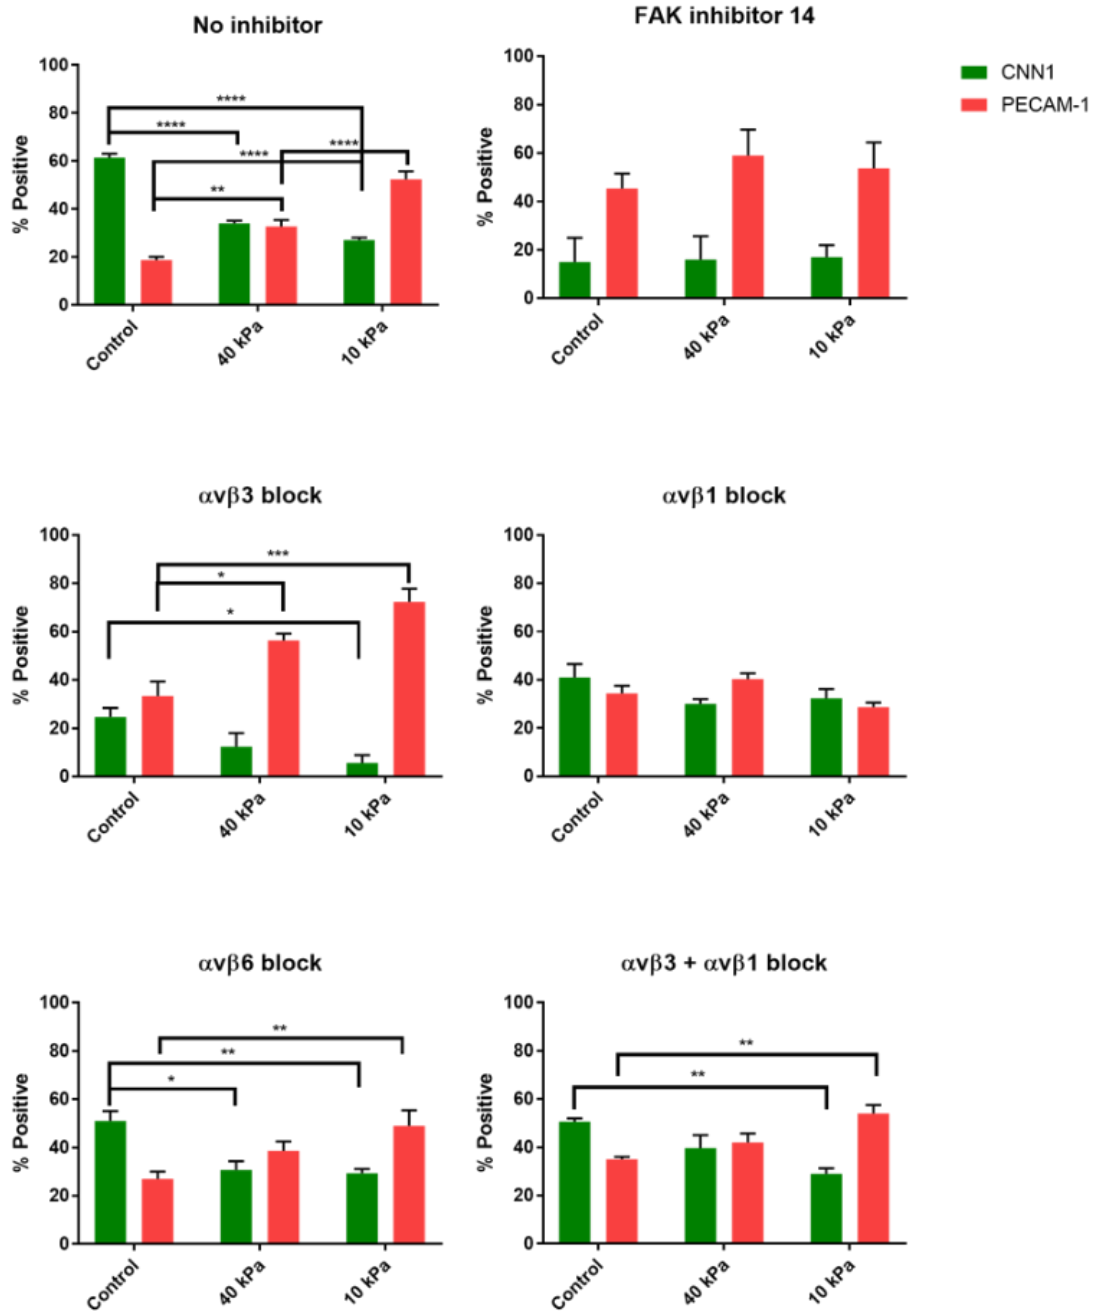 No inhibitor
% Positive
100
80
60
40
20
0
****
****
****
****
**
Control
40 kPa
10 kPa
FAK inhibitor 14
% Positive
100
80
60
40
20
0
Control
40 kPa
10 kPa
CNN1
PECAM-1
αvβ3 block
% Positive
100
80
60
40
20
0
***
*
*
Control
40 kPa
10 kPa
αvβ1 block
% Positive
100
80
60
40
20
0
Control
40 kPa
10 kPa
αvβ6 block
% Positive
100
80
60
40
20
0
**
**
*
Control
40 kPa
10 kPa
αvβ3 + αvβ1 block
% Positive
100
80
60
40
20
0
**
**
Control
40 kPa
10 kPa